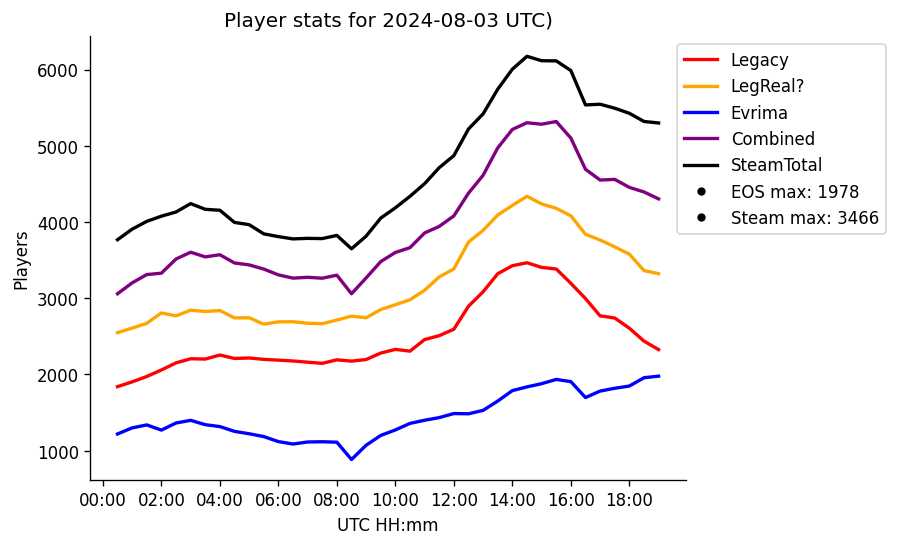 Player stats for 2024-08-03 UTC)
Legacy
LegReal?
Evrima
Combined
SteamTotal
EOS max: 1978
Steam max: 3466
Players
6000
5000
4000
3000
2000
1000
00:00 02:00 04:00 06:00 08:00 10:00 12:00 14:00 16:00 18:00
UTC HH:mm